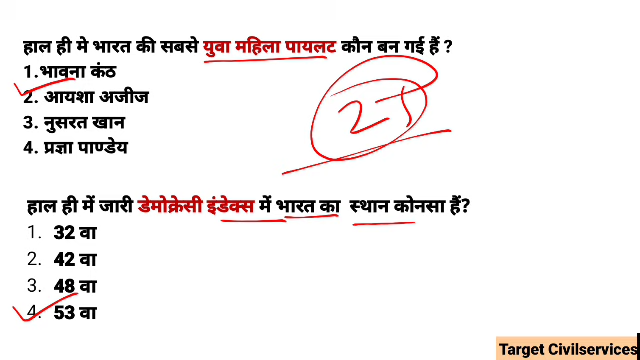 हाल ही मे भारत की सबसे युवा महिला पायलट कौन बन गई हैं ?
1.भावना कंठ
2. आयशा अजीज
3. नुसरत खान
4. प्रज्ञा पाण्डेय
25
हाल ही में जारी डेमोक्रेसी इंडेक्स में भारत का स्थान कोनसा हैं?
1. 32 वा
2. 42 वा
3. 48 वा
4. 53 वा
Target Civilservices